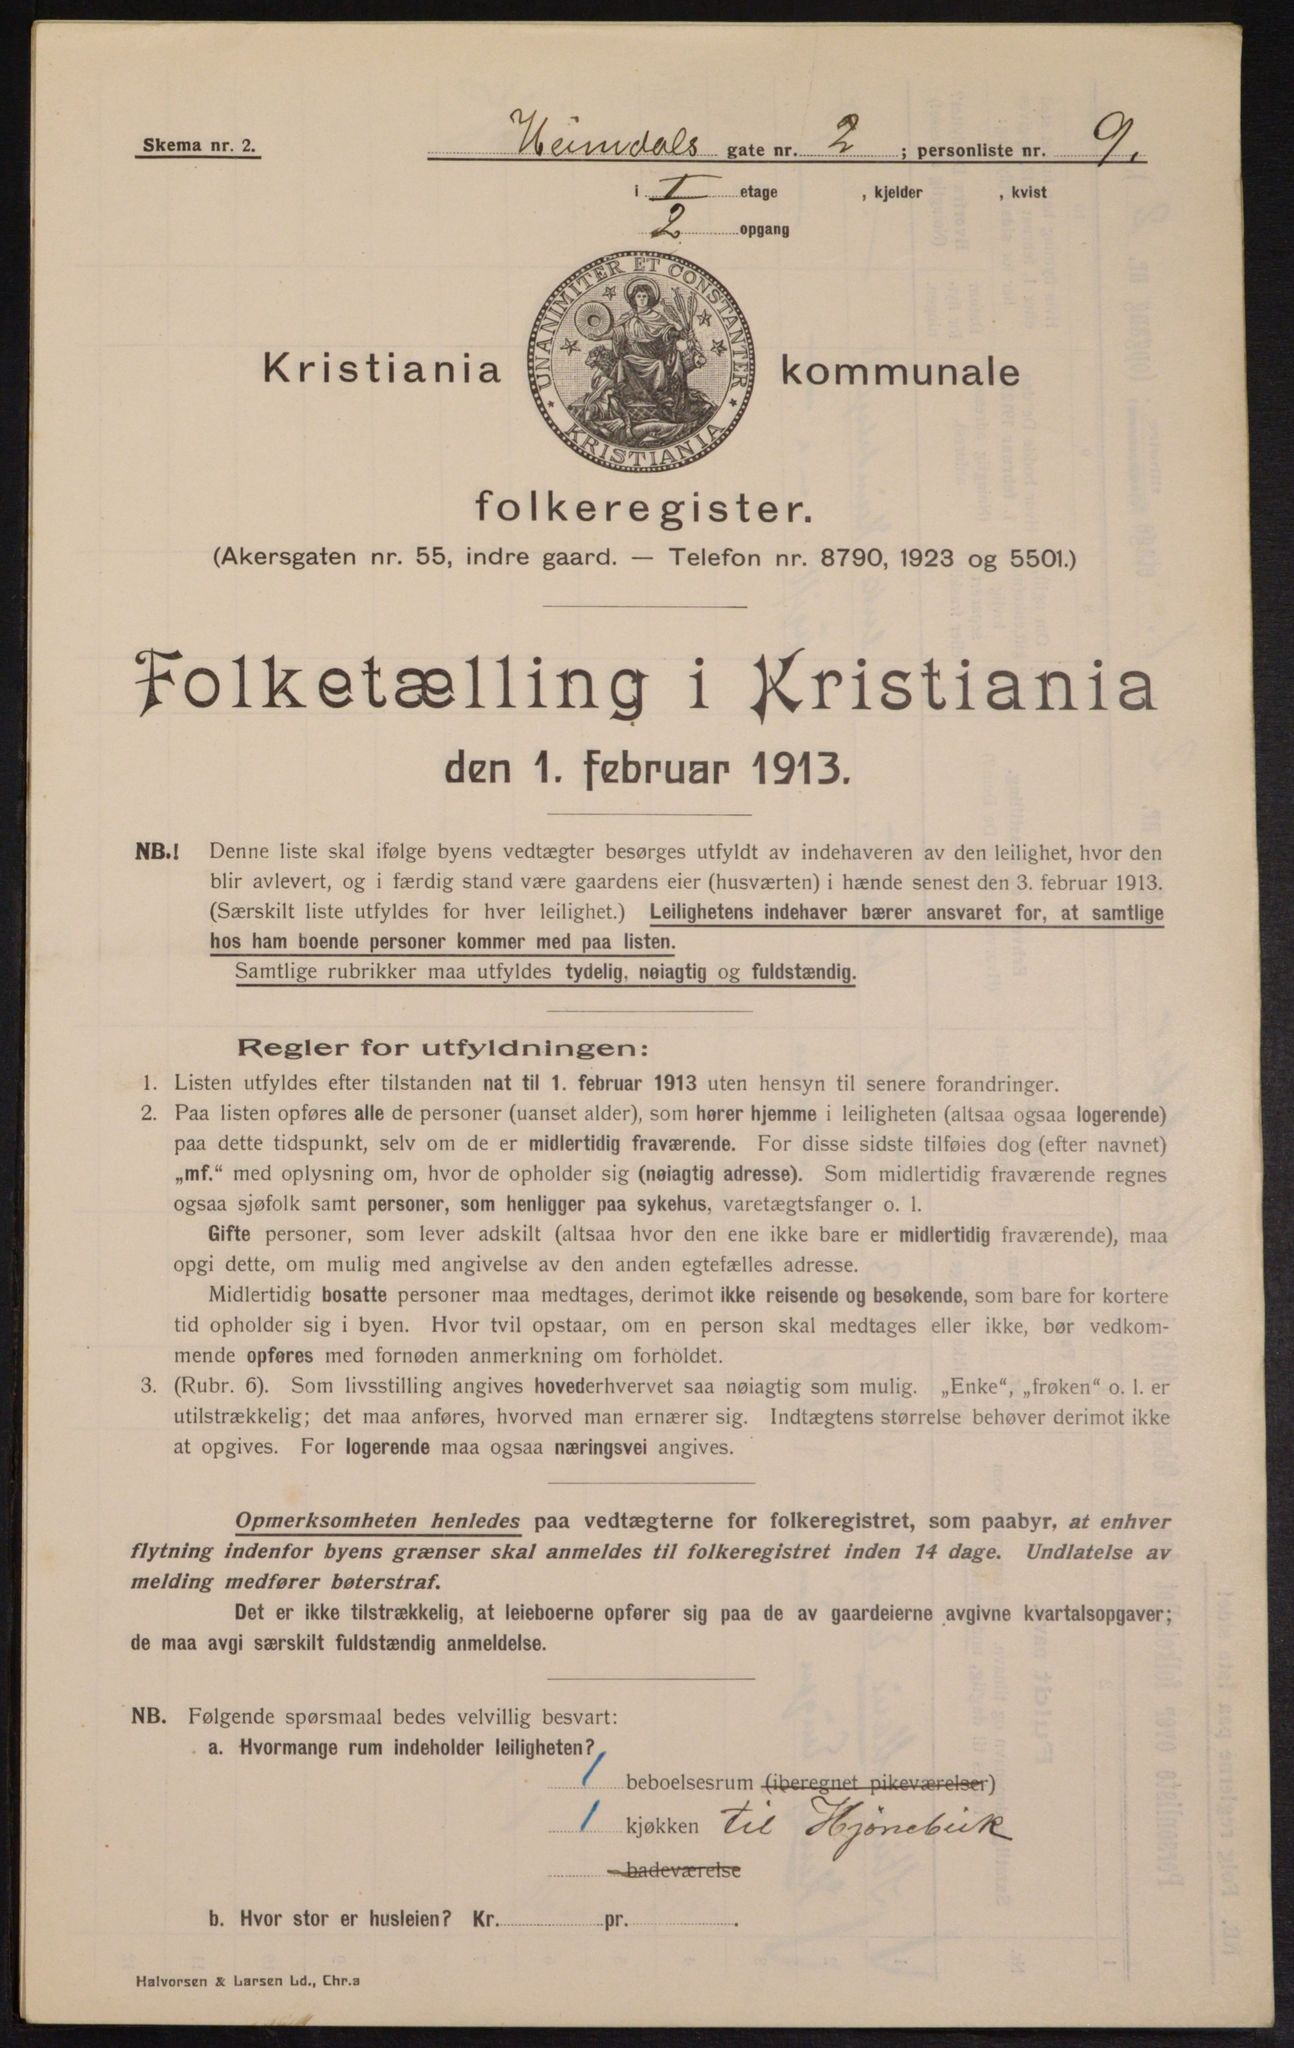 Skema nr. 2.
Heimdals gate nr. 2 ; personliste nr. 9.
i I etage , kjelder , kvist
2 opgang
UNANIMITER ET CONSTANTER
KRISTIANIA
Kristiania kommunale
folkeregister.
(Akersgaten nr. 55, indre gaard. — Telefon nr. 8790, 1923 og 5501.)
Folketælling i Kristiania
den 1. februar 1913.
NB.! Denne liste skal ifølge byens vedtægter besørges utfyldt av indehaveren av den leilighet, hvor den
blir avlevert, og i færdig stand være gaardens eier (husværten) i hænde senest den 3. februar 1913.
(Særskilt liste utfyldes for hver leilighet.) Leilighetens indehaver bærer ansvaret for, at samtlige
hos ham boende personer kommer med paa listen.
Samtlige rubrikker maa utfyldes tydelig, nøiagtig og fuldstændig.
Regler for utfyldningen:
1. Listen utfyldes efter tilstanden nat til 1. februar 1913 uten hensyn til senere forandringer.
2. Paa listen opføres alle de personer (uanset alder), som hører hjemme i leiligheten (altsaa ogsaa logerende)
paa dette tidspunkt, selv om de er midlertidig fraværende. For disse sidste tilføies dog (efter navnet)
„mf.“ med oplysning om, hvor de opholder sig (nøiagtig adresse). Som midlertidig fraværende regnes
ogsaa sjøfolk samt personer, som henligger paa sykehus, varetægtsfanger o. l.
Gifte personer, som lever adskilt (altsaa hvor den ene ikke bare er midlertidig fraværende), maa
opgi dette, om mulig med angivelse av den anden egtefælles adresse.
Midlertidig bosatte personer maa medtages, derimot ikke reisende og besøkende, som bare for kortere
tid opholder sig i byen. Hvor tvil opstaar, om en person skal medtages eller ikke, bør vedkom-
mende opføres med fornøden anmerkning om forholdet.
3. (Rubr. 6). Som livsstilling angives hovederhvervet saa nøiagtig som mulig. „Enke“, „frøken“ o. l. er
utilstrækkelig; det maa anføres, hvorved man ernærer sig. Indtægtens størrelse behøver derimot ikke
at opgives. For logerende maa ogsaa næringsvei angives.
Opmerksomheten henledes paa vedtægterne for folkeregistret, som paabyr, at enhver
flytning indenfor byens grænser skal anmeldes til folkeregistret inden 14 dage. Undlatelse av
melding medfører bøterstraf.
Det er ikke tilstrækkelig, at leieboerne opfører sig paa de av gaardeierne avgivne kvartalsopgaver;
de maa avgi særskilt fuldstændig anmeldelse.
NB. Følgende spørsmaal bedes velvillig besvart:
a. Hvormange rum indeholder leiligheten?
1 beboelsesrum (iberegnet pikeværelser)
1 kjøkken til
badeværelse
b. Hvor stor er husleien? Kr. pr. .
Halvorsen & Larsen Ld., Chr.a